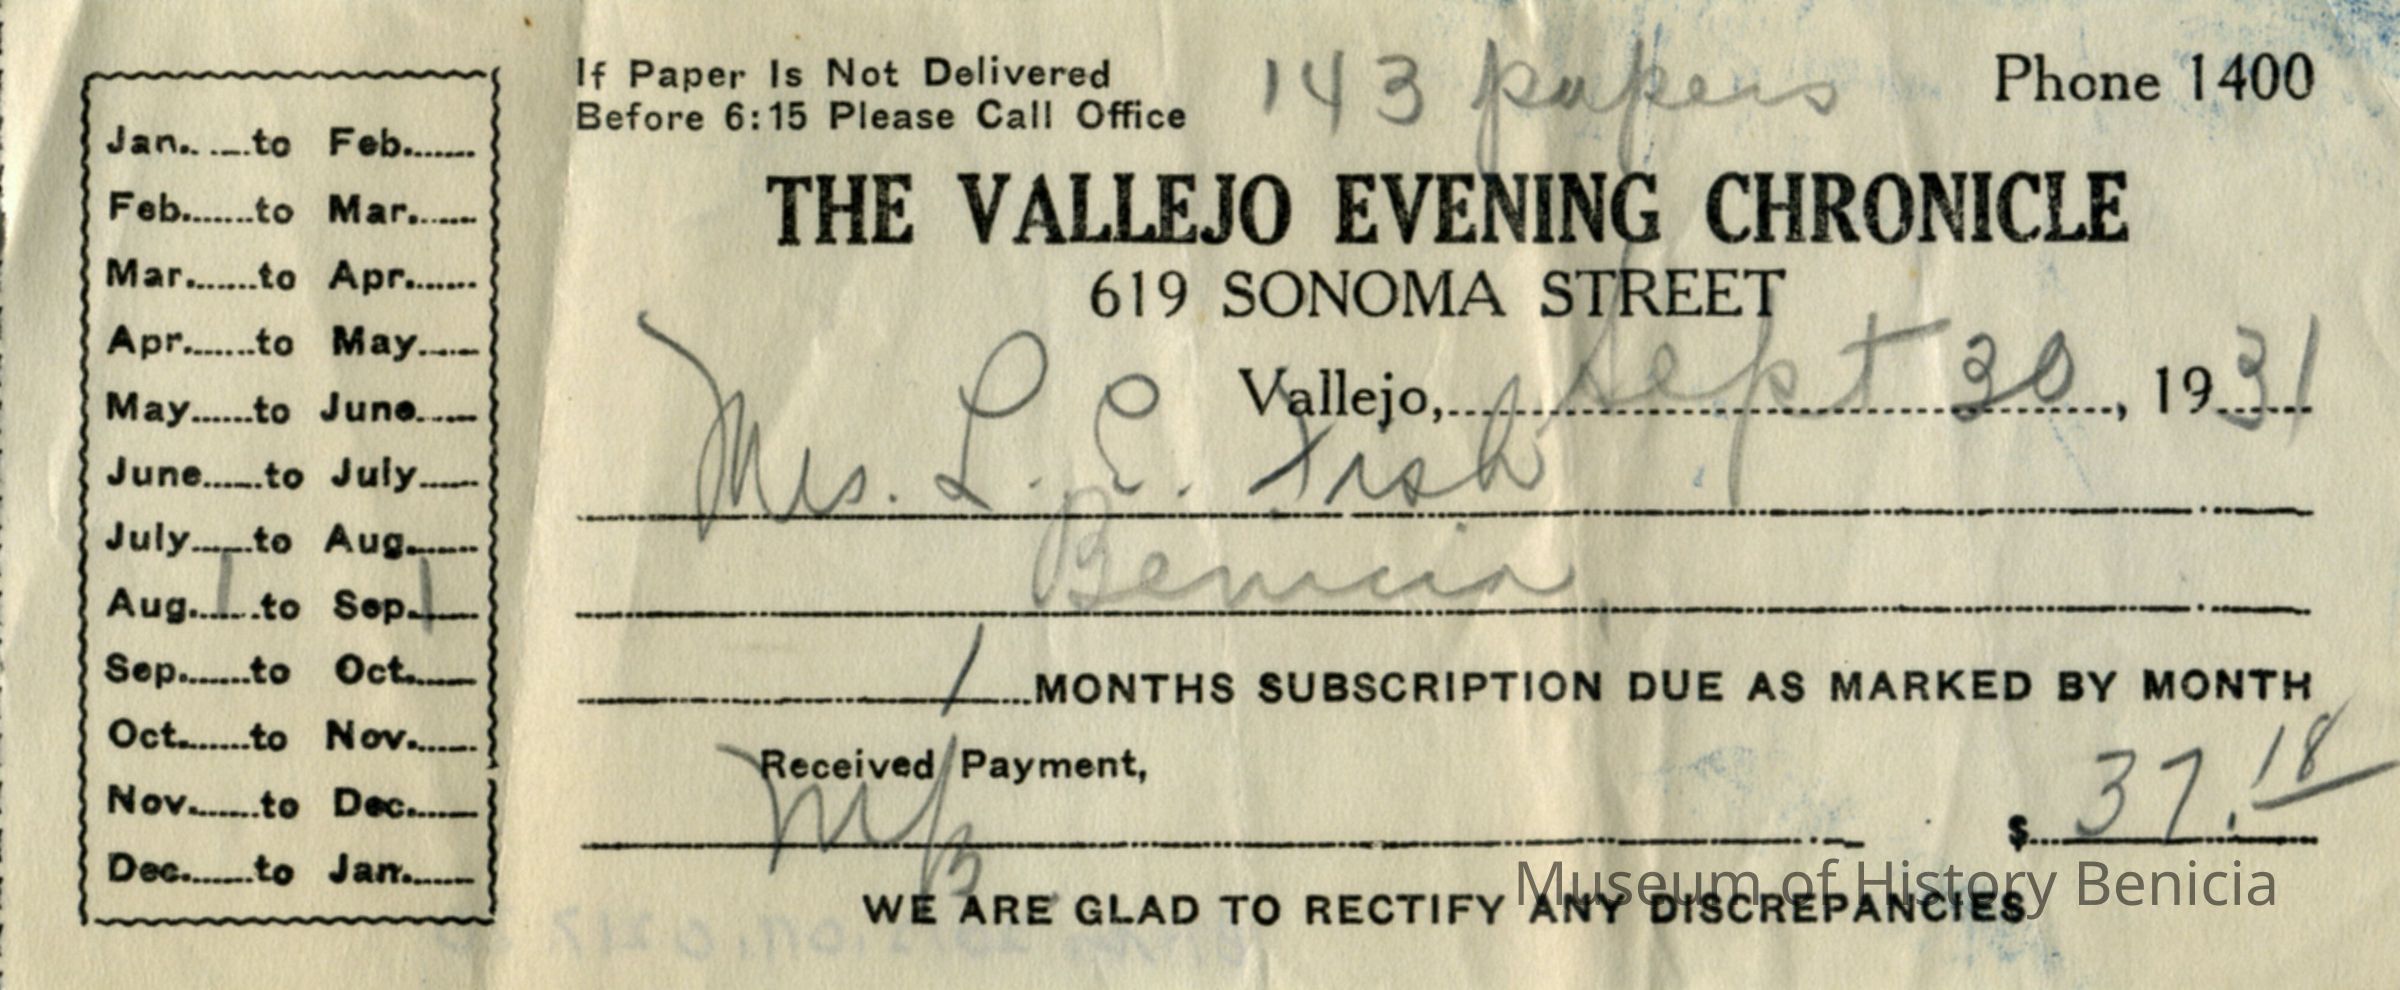 If Paper Is Not Delivered
Before 6:15 Please Call Office
143 papers
Phone 1400
THE VALLEJO EVENING CHRONICLE
619 SONOMA STREET
Vallejo, Sept 30, 1931
Mrs. L. E. Fish
Benicia,
1 MONTHS SUBSCRIPTION DUE AS MARKED BY MONTH
Received Payment,
$ 37.18
WE ARE GLAD TO RECTIFY ANY DISCREPANCIES
Jan. to Feb.
Feb. to Mar.
Mar. to Apr.
Apr. to May
May to June
June to July
July to Aug.
Aug. 1 to Sep. 1
Sep. to Oct.
Oct. to Nov.
Nov. to Dec.
Dec. to Jan.
Museum of History Benicia